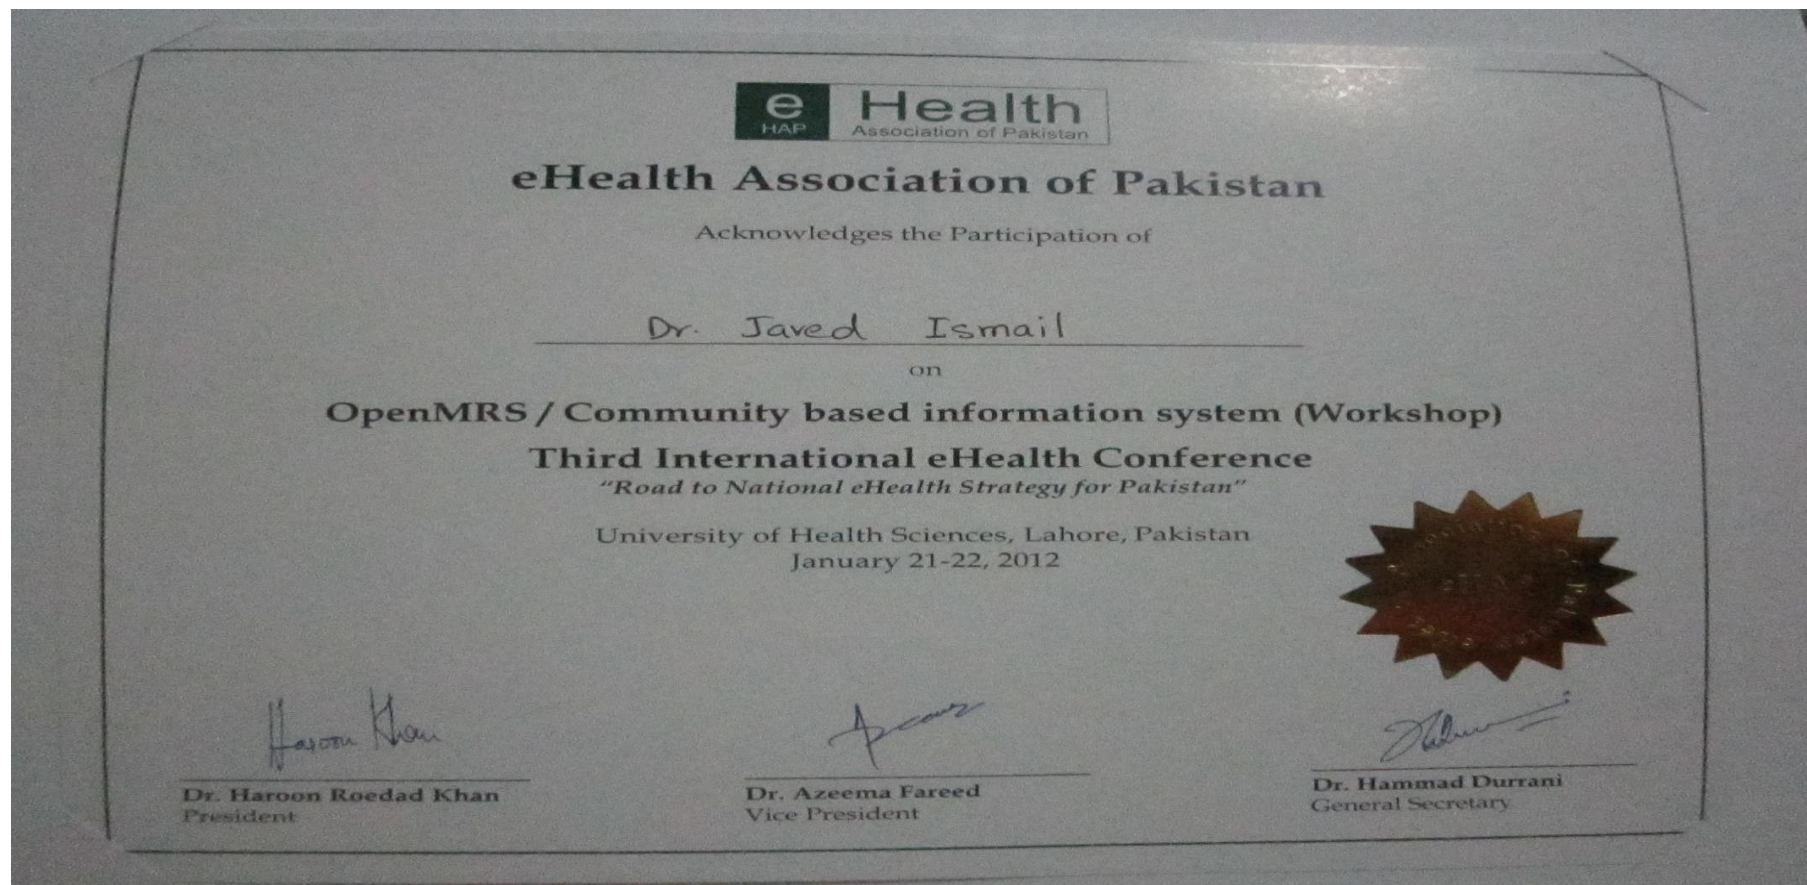 e Health
HAP Association of Pakistan
eHealth Association of Pakistan
Acknowledges the Participation of
Dr. Javed Ismail
on
OpenMRS / Community based information system (Workshop)
Third International eHealth Conference
"Road to National eHealth Strategy for Pakistan"
University of Health Sciences, Lahore, Pakistan
January 21-22, 2012
Haroon Khan
Dr. Haroon Roedad Khan
President
Dr. Azeema Fareed
Vice President
Dr. Hammad Durrani
General Secretary